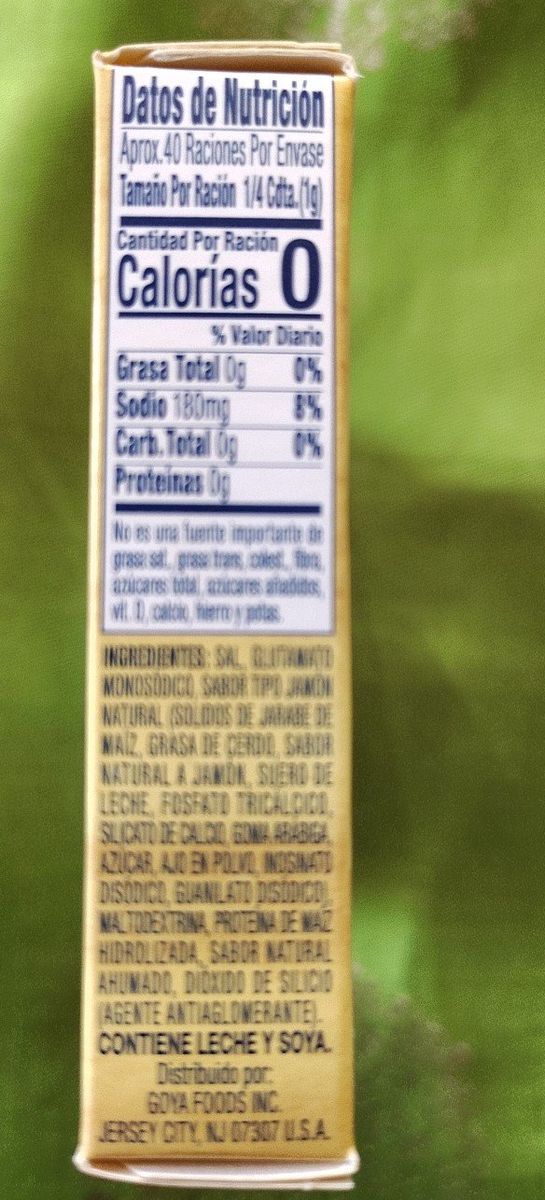 Datos de Nutrición
Aprox. 40 Raciones Por Envase
Tamaño Por Ración 1/4 Cdta. (1g)
Cantidad Por Ración
Calorías 0
% Valor Diario
Grasa Total 0g 0%
Sodio 180mg 8%
Carb. Total 0g 0%
Proteínas 0g
No es una fuente importante de
grasa sat., grasa trans, colest., fibra,
azúcares total, azúcares añadidos,
vit. D, calcio, hierro y potas.
INGREDIENTES: SAL, GLUTAMATO
MONOSÓDICO, SABOR TIPO JAMÓN
NATURAL (SOLIDOS DE JARABE DE
MAÍZ, GRASA DE CERDO, SABOR
NATURAL A JAMÓN, SUERO DE
LECHE, FOSFATO TRICÁLCICO,
SILICATO DE CALCIO, GOMA ARABIGA,
AZÚCAR, AJO EN POLVO, INOSINATO
DISÓDICO, GUANILATO DISÓDICO),
MALTODEXTRINA, PROTEINA DE MAÍZ
HIDROLIZADA, SABOR NATURAL
AHUMADO, DIÓXIDO DE SILICIO
(AGENTE ANTIAGLOMERANTE).
CONTIENE LECHE Y SOYA.
Distribuido por:
GOYA FOODS INC.
JERSEY CITY, NJ 07307 U.S.A.